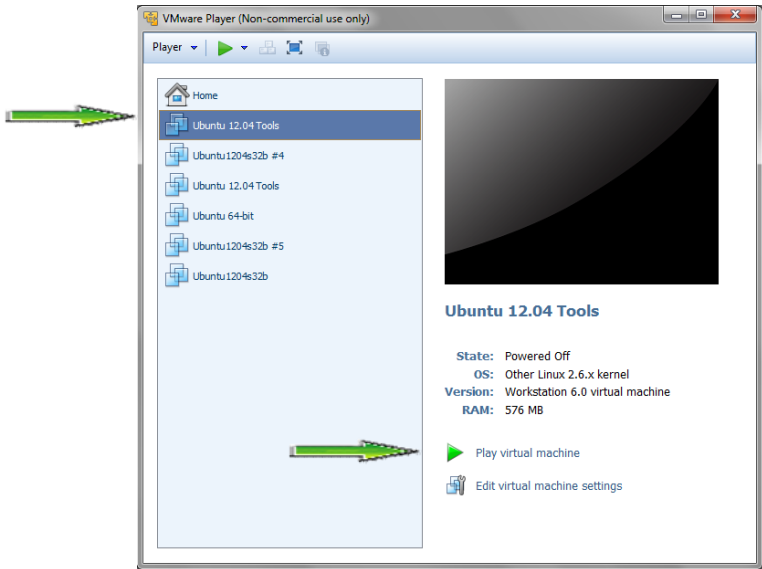 VMware Player (Non-commercial use only)
Player
Home
Ubuntu 12.04 Tools
Ubuntu1204s32b #4
Ubuntu 12.04 Tools
Ubuntu 64-bit
Ubuntu1204s32b #5
Ubuntu1204s32b
Ubuntu 12.04 Tools
State: Powered Off
OS: Other Linux 2.6.x kernel
Version: Workstation 6.0 virtual machine
RAM: 576 MB
Play virtual machine
Edit virtual machine settings